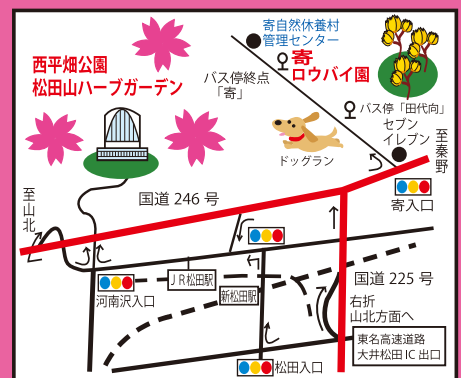 寄自然休養村
管理センター
寄
ロウバイ園
西平畑公園
松田山ハーブガーデン
バス停終点
「寄」
バス停「田代向」
セブン
イレブン
ドッグラン
至秦野
寄入口
至山北
国道 246 号
JR松田駅
新松田駅
河南沢入口
国道 225 号
右折
山北方面へ
東名高速道路
大井松田 IC 出口
松田入口